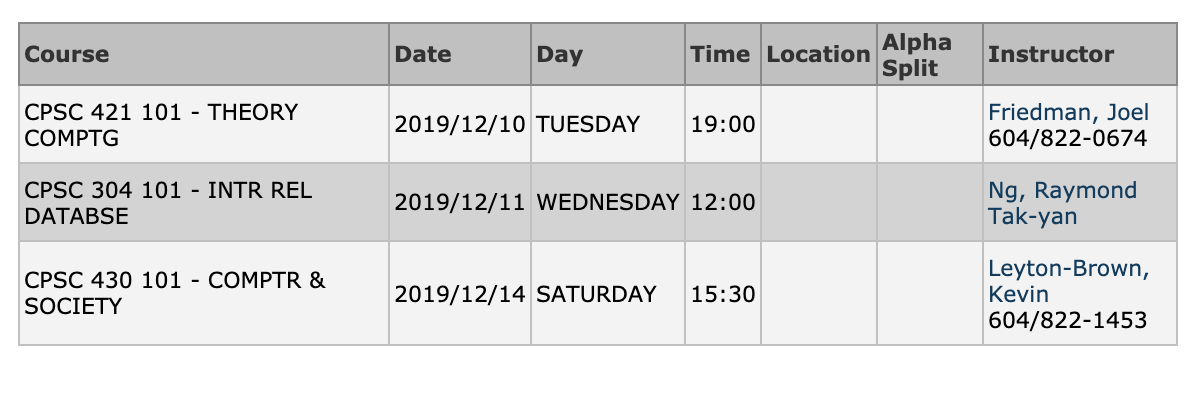 Course Date Day Time Location Alpha Split Instructor
CPSC 421 101 - THEORY COMPTG 2019/12/10 TUESDAY 19:00 Friedman, Joel 604/822-0674
CPSC 304 101 - INTR REL DATABSE 2019/12/11 WEDNESDAY 12:00 Ng, Raymond Tak-yan
CPSC 430 101 - COMPTR & SOCIETY 2019/12/14 SATURDAY 15:30 Leyton-Brown, Kevin 604/822-1453